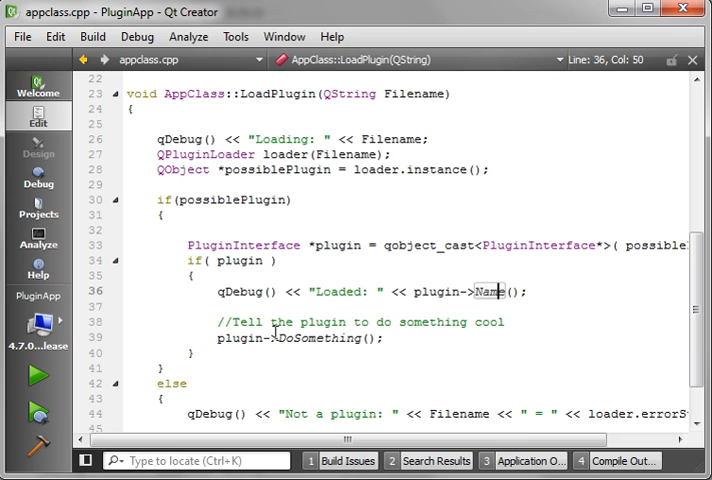 appclass.cpp - PluginApp - Qt Creator
File Edit Build Debug Analyze Tools Window Help
appclass.cpp AppClass::LoadPlugin(QString) Line: 36, Col: 50
Welcome
Edit
Design
Debug
Projects
Analyze
Help
PluginApp
4.7.0...lease
22
23 void AppClass::LoadPlugin(QString Filename)
24 {
25
26 qDebug() << "Loading: " << Filename;
27 QPluginLoader loader(Filename);
28 QObject *possiblePlugin = loader.instance();
29
30 if(possiblePlugin)
31 {
32
33 PluginInterface *plugin = qobject_cast<PluginInterface*>( possibl
34 if( plugin )
35 {
36 qDebug() << "Loaded: " << plugin->Name();
37
38 //Tell the plugin to do something cool
39 plugin->DoSomething();
40 }
41 }
42 else
43 {
44 qDebug() << "Not a plugin: " << Filename << " = " << loader.errorS
Type to locate (Ctrl+K) 1 Build Issues 2 Search Results 3 Application O... 4 Compile Out...